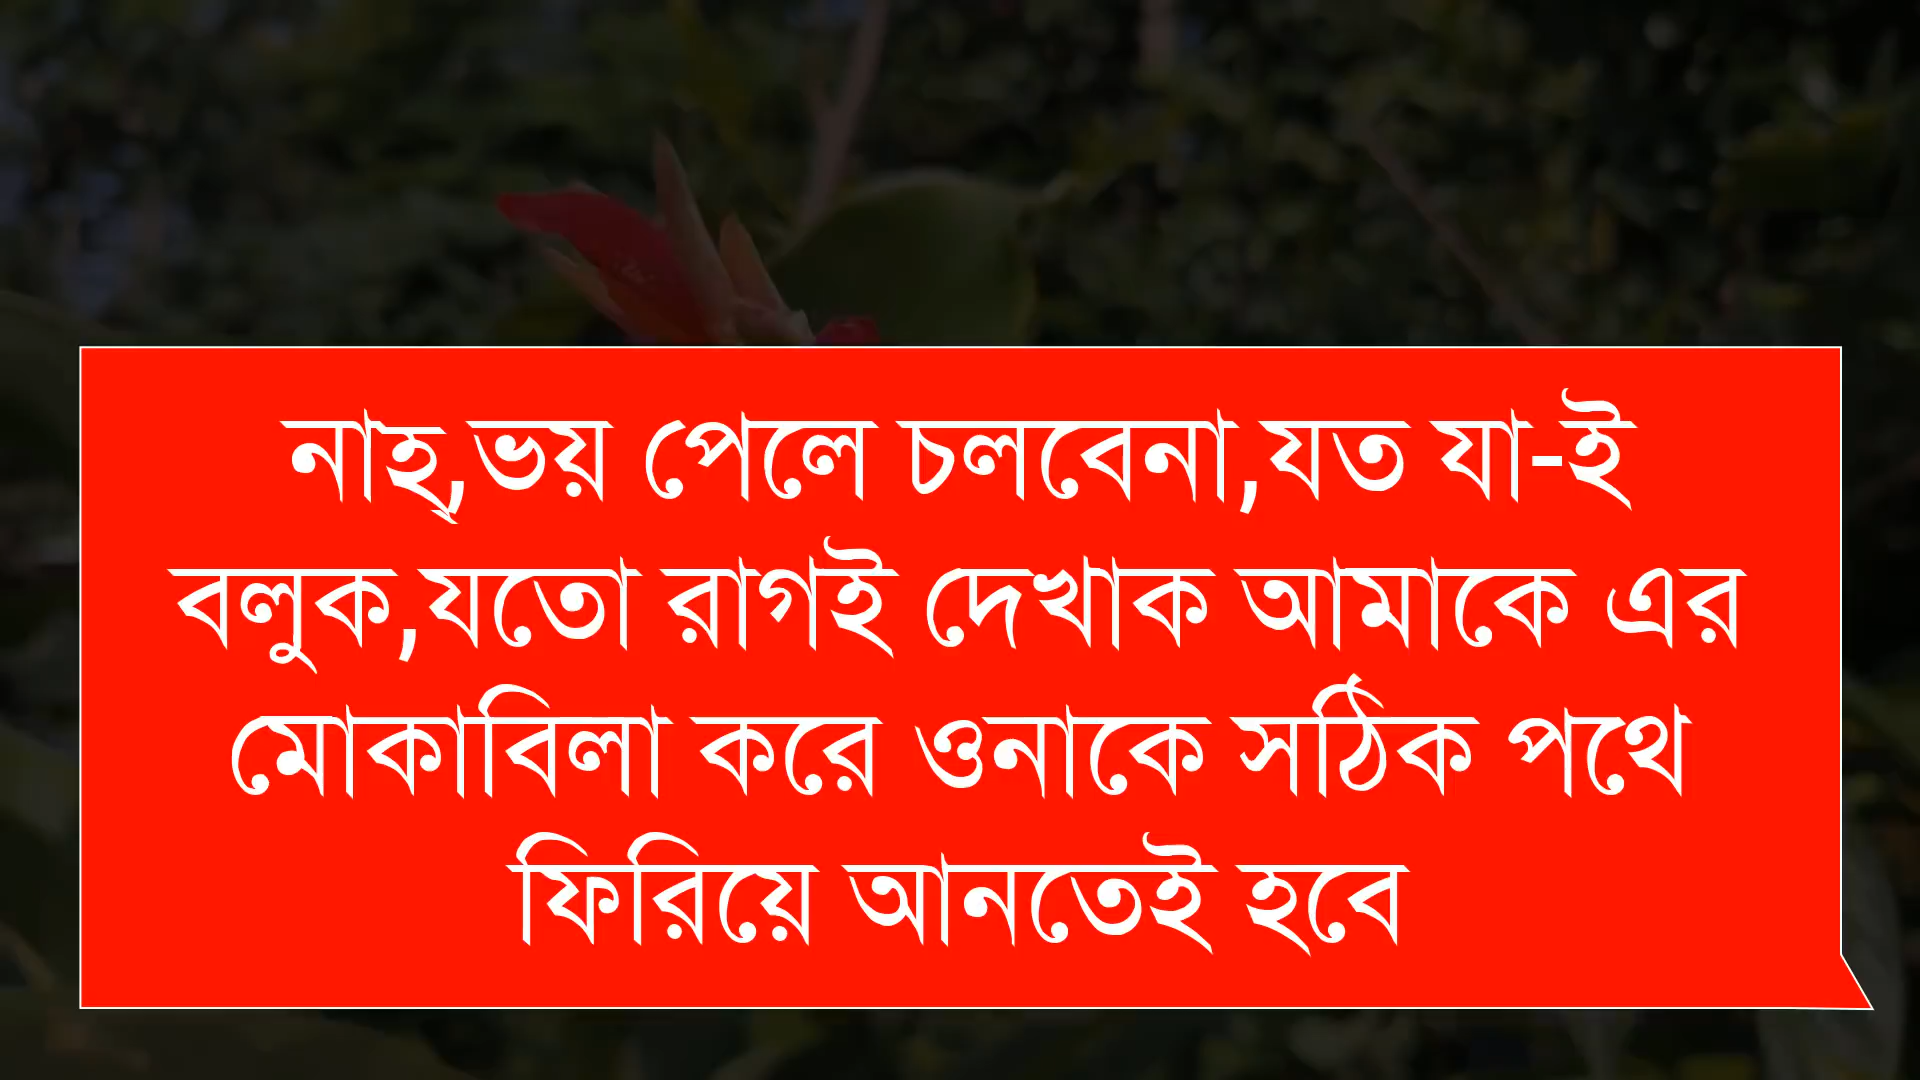 নাহ্,ভয় পেলে চলবেনা,যত যা-ই
বলুক,যতো রাগই দেখাক আমাকে এর
মোকাবিলা করে ওনাকে সঠিক পথে
ফিরিয়ে আনতেই হবে